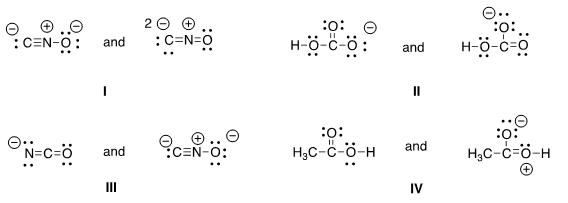 ⊖ :C≡N–Ö:⊖ and 2⊖ :C̈=N⊕=Ö
H–Ö–C(=O)–Ö:⊖ and H–Ö–C(–Ö:⊖)=Ö
I II
⊖N̈=C=Ö and ⊖:C≡N⊕–Ö:⊖
H₃C–C(=O)–Ö–H and H₃C–C(–Ö:⊖)=O⊕–H
III IV